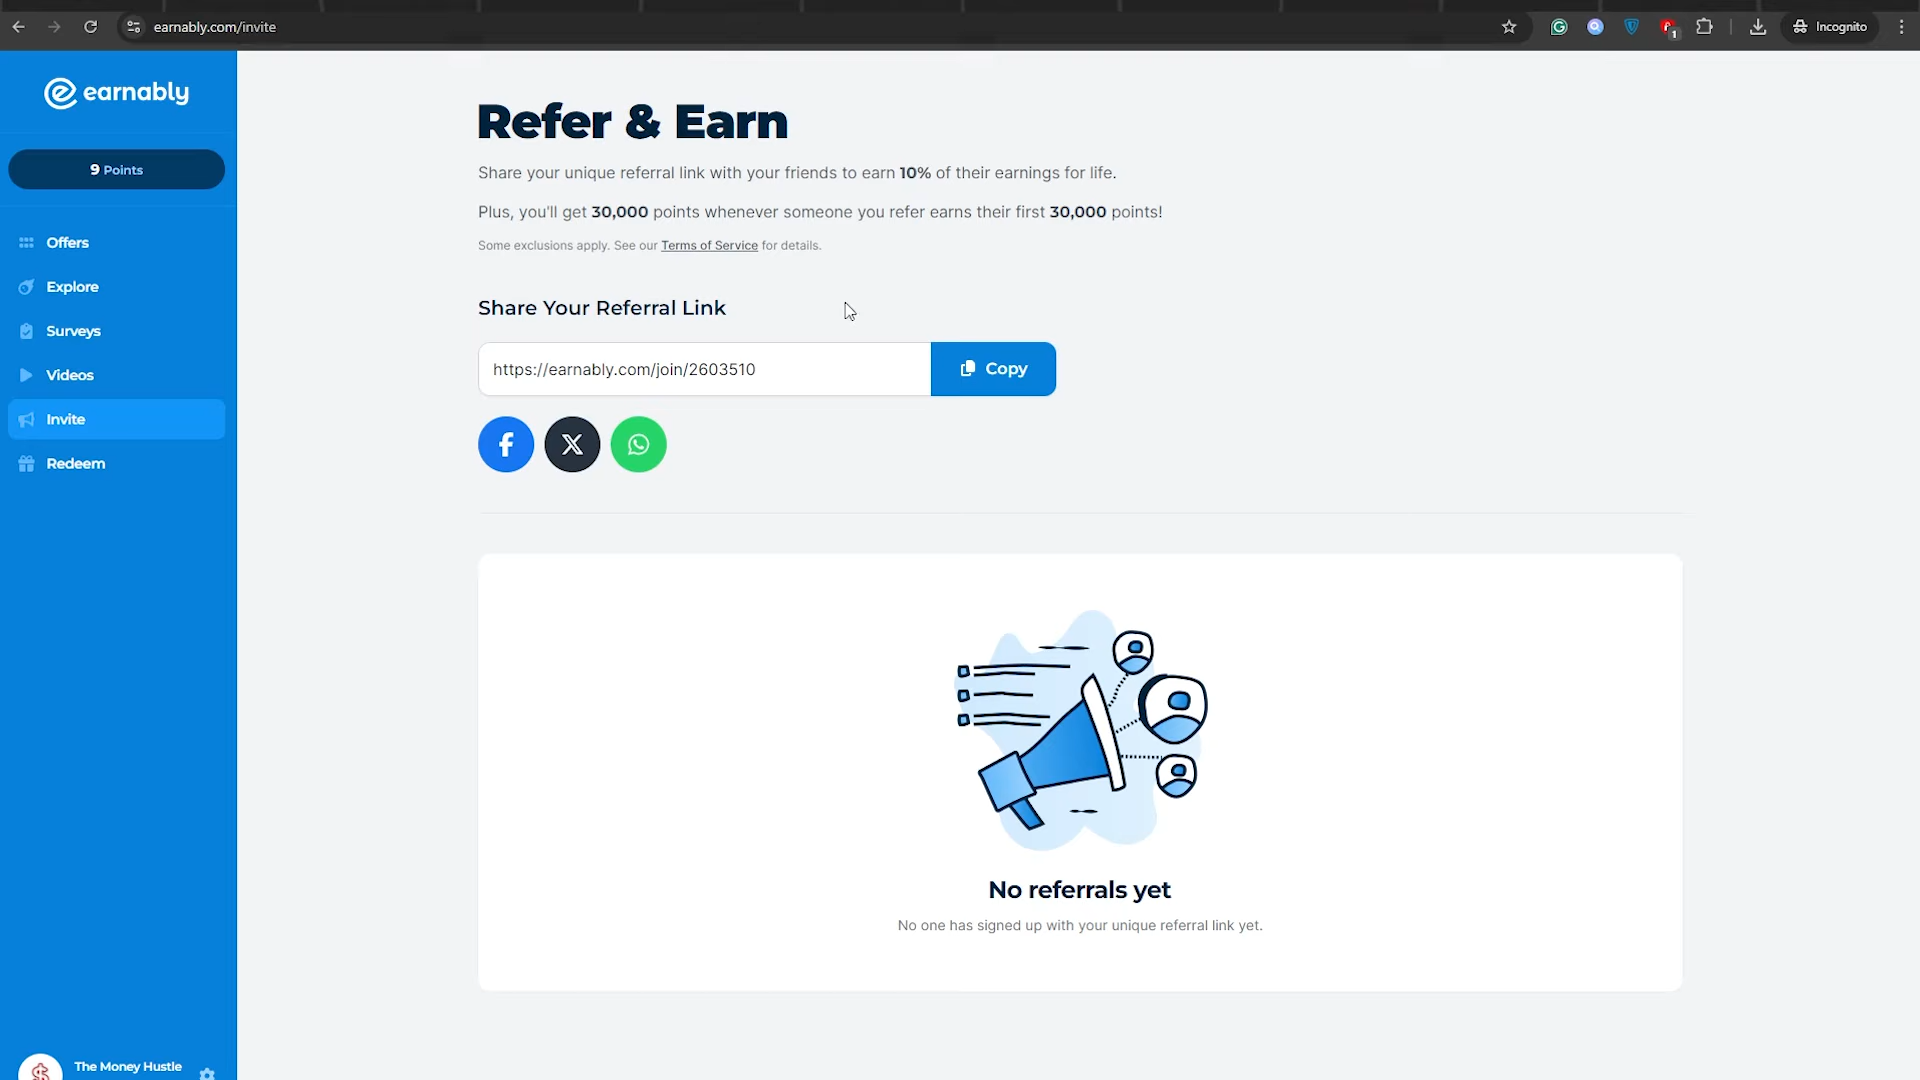 earnably.com/invite
1
Incognito
earnably
9 Points
Offers
Explore
Surveys
Videos
Invite
Redeem
The Money Hustle
Refer & Earn
Share your unique referral link with your friends to earn 10% of their earnings for life.
Plus, you'll get 30,000 points whenever someone you refer earns their first 30,000 points!
Some exclusions apply. See our Terms of Service for details.
Share Your Referral Link
https://earnably.com/join/2603510
Copy
No referrals yet
No one has signed up with your unique referral link yet.